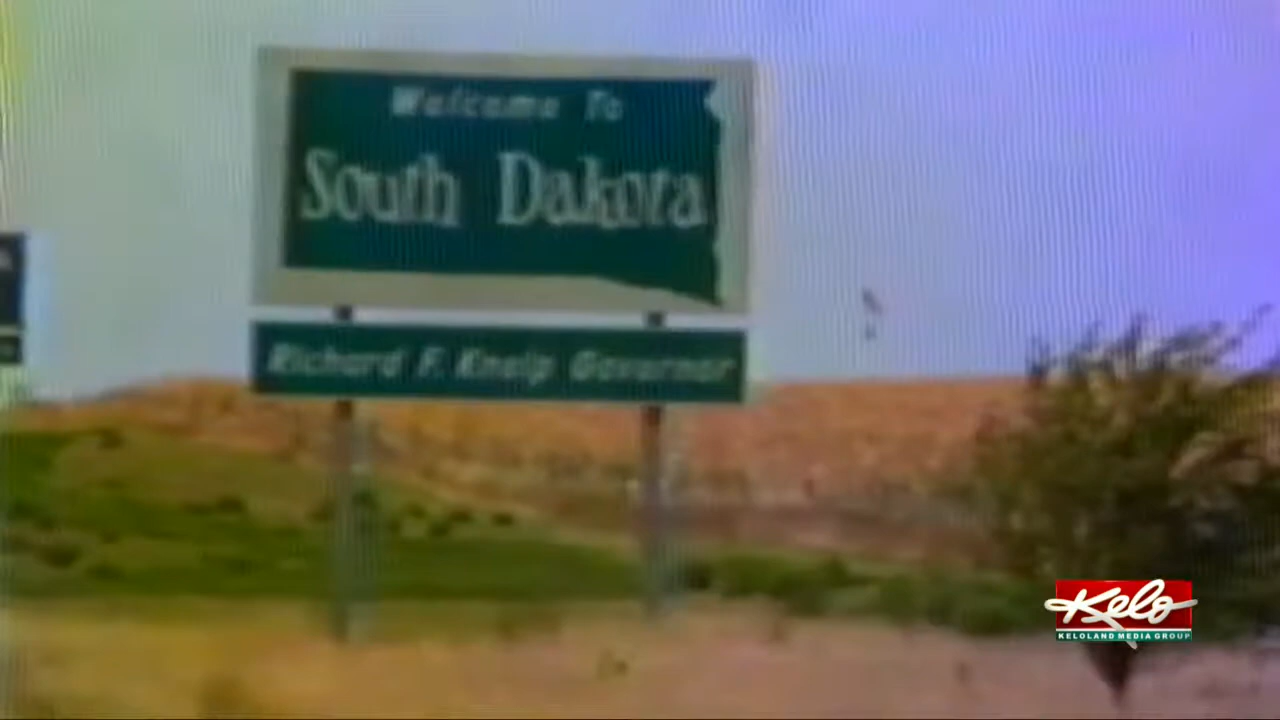 Welcome To
South Dakota
Richard F. Kneip Governor
Kelo
KELOLAND MEDIA GROUP